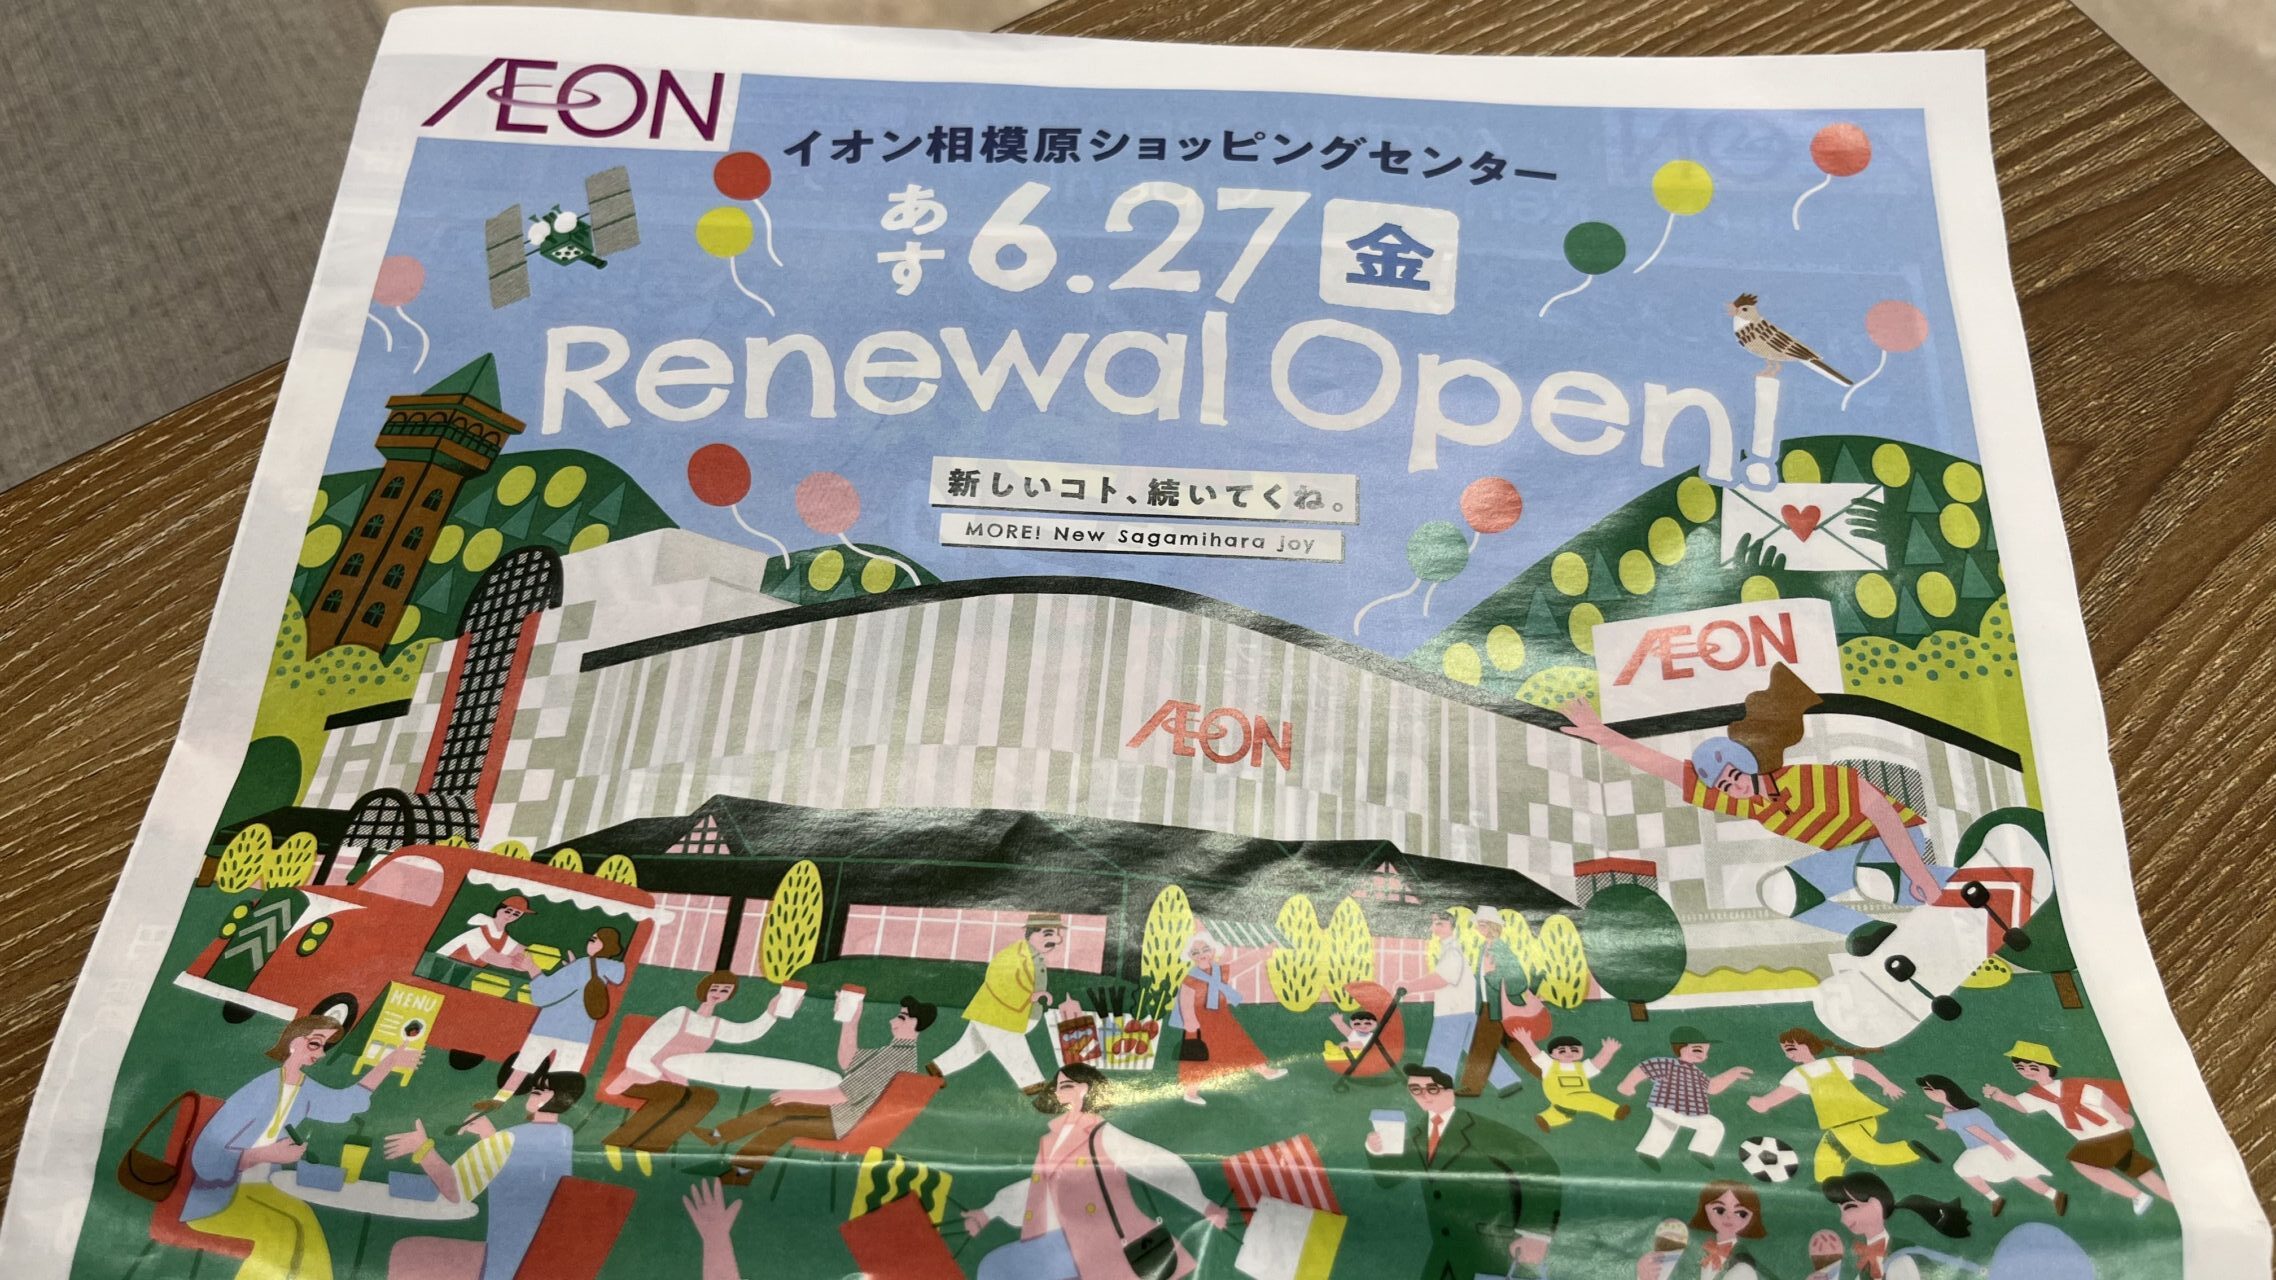 AEON
イオン相模原ショッピングセンター
あす6.27金
Renewal Open!
新しいコト、続いてくね。
MORE! New Sagamihara Joy
AEON
AEON
MENU